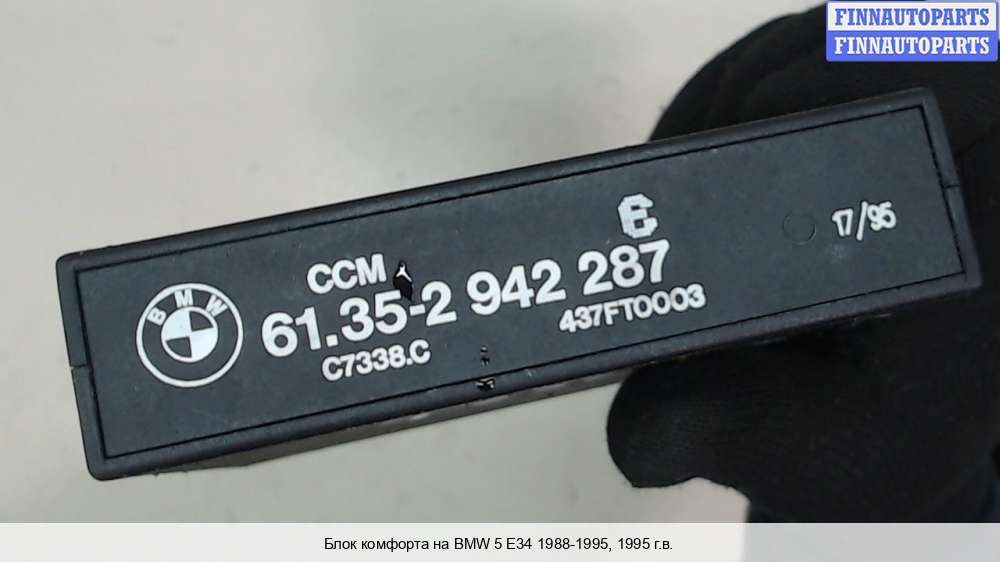 FINNAUTOPARTS
FINNAUTOPARTS
BMW
CCM
61.35-2 942 287
C7338.C
437FT0003
17/95
Блок комфорта на BMW 5 E34 1988-1995, 1995 г.в.